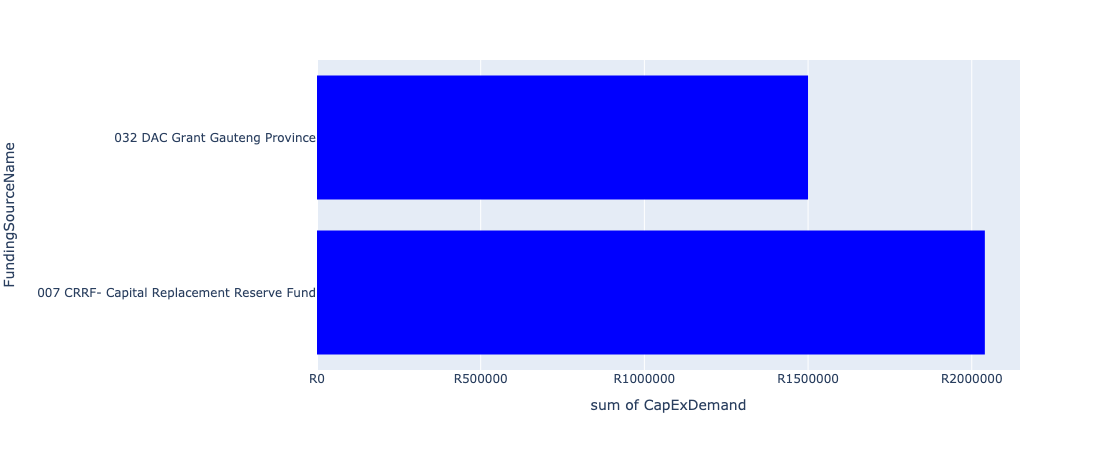 FundingSourceName
032 DAC Grant Gauteng Province
007 CRRF- Capital Replacement Reserve Fund
R0
R500000
R1000000
R1500000
R2000000
sum of CapExDemand